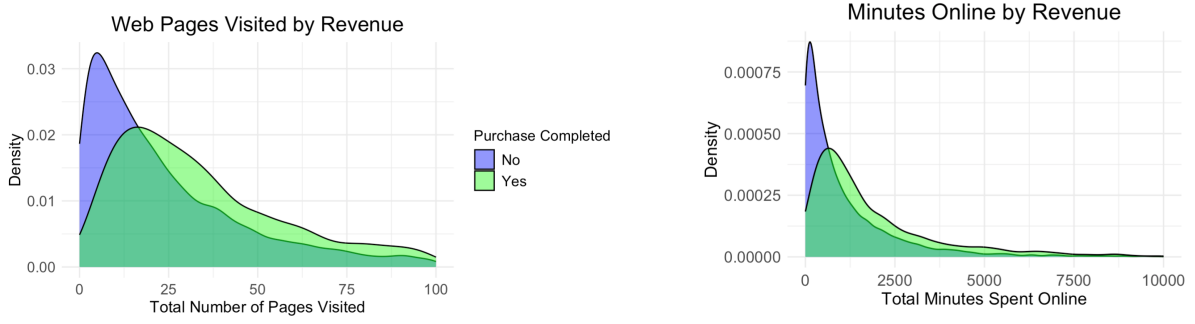 Web Pages Visited by Revenue
Density
0.03
0.02
0.01
0.00
0 25 50 75 100
Total Number of Pages Visited
Purchase Completed
No
Yes
Minutes Online by Revenue
Density
0.00075
0.00050
0.00025
0.00000
0 2500 5000 7500 10000
Total Minutes Spent Online